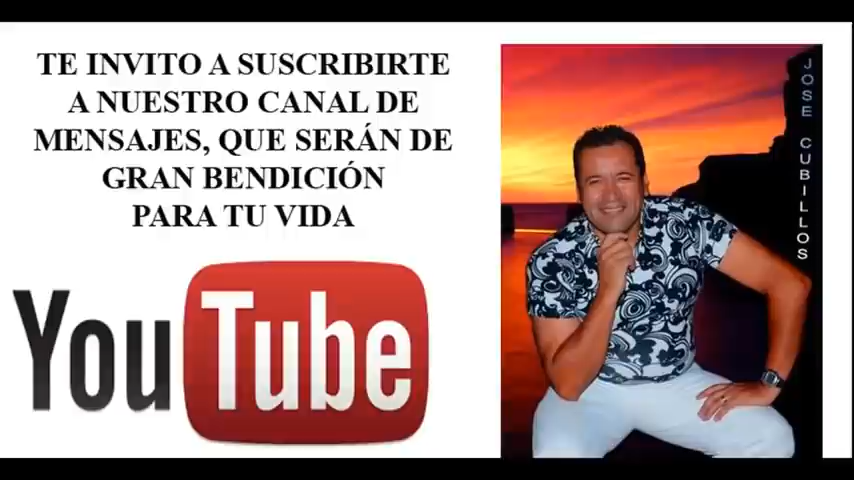 TE INVITO A SUSCRIBIRTE
A NUESTRO CANAL DE
MENSAJES, QUE SERÁN DE
GRAN BENDICIÓN
PARA TU VIDA
YouTube
JOSE CUBILLOS